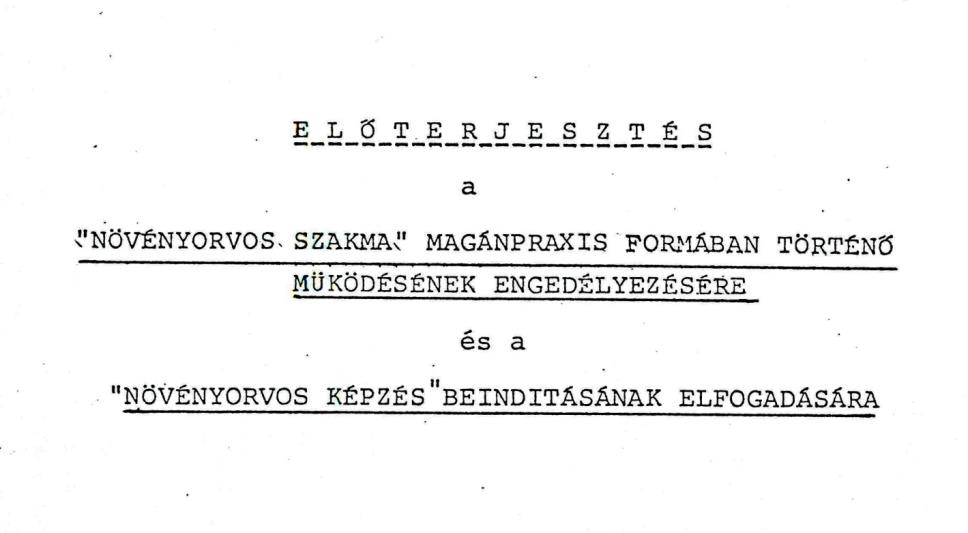 E L Ő T E R J E S Z T É S
a
"NÖVÉNYORVOS SZAKMA" MAGÁNPRAXIS FORMÁBAN TÖRTÉNŐ
MÜKÖDÉSÉNEK ENGEDÉLYEZÉSÉRE
és a
"NÖVÉNYORVOS KÉPZÉS"BEINDITÁSÁNAK ELFOGADÁSÁRA